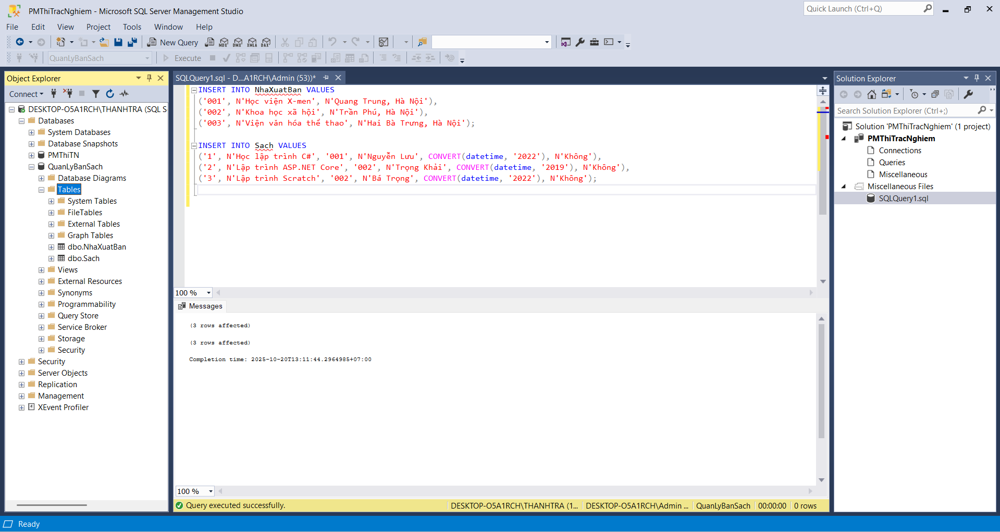 PMThiTracNghiem - Microsoft SQL Server Management Studio
Quick Launch (Ctrl+Q)
File Edit View Project Tools Window Help
New Query MDX DMX XMLA DAX
QuanLyBanSach Execute
Object Explorer
Connect
DESKTOP-O5A1RCH\THANHTRA (SQL S
Databases
System Databases
Database Snapshots
PMThiTN
QuanLyBanSach
Database Diagrams
Tables
System Tables
FileTables
External Tables
Graph Tables
dbo.NhaXuatBan
dbo.Sach
Views
External Resources
Synonyms
Programmability
Query Store
Service Broker
Storage
Security
Security
Server Objects
Replication
Management
XEvent Profiler
SQLQuery1.sql - D...A1RCH\Admin (53))*
INSERT INTO NhaXuatBan VALUES
('001', N'Học viện X-men', N'Quang Trung, Hà Nội'),
('002', N'Khoa học xã hội', N'Trần Phú, Hà Nội'),
('003', N'Viện văn hóa thể thao', N'Hai Bà Trưng, Hà Nội');
INSERT INTO Sach VALUES
('1', N'Học lập trình C#', '001', N'Nguyễn Lưu', CONVERT(datetime, '2022'), N'Không'),
('2', N'Lập trình ASP.NET Core', '002', N'Trọng Khải', CONVERT(datetime, '2019'), N'Không'),
('3', N'Lập trình Scratch', '002', N'Bá Trọng', CONVERT(datetime, '2022'), N'Không');
100 %
Messages
(3 rows affected)
(3 rows affected)
Completion time: 2025-10-20T13:11:44.2964985+07:00
100 %
Query executed successfully. DESKTOP-O5A1RCH\THANHTRA (1... DESKTOP-O5A1RCH\Admin ... QuanLyBanSach 00:00:00 0 rows
Solution Explorer
Search Solution Explorer (Ctrl+;)
Solution 'PMThiTracNghiem' (1 project)
PMThiTracNghiem
Connections
Queries
Miscellaneous
Miscellaneous Files
SQLQuery1.sql
Ready